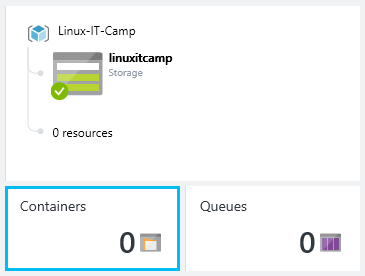 Linux-IT-Camp
linuxitcamp
Storage
0 resources
Containers
0
Queues
0